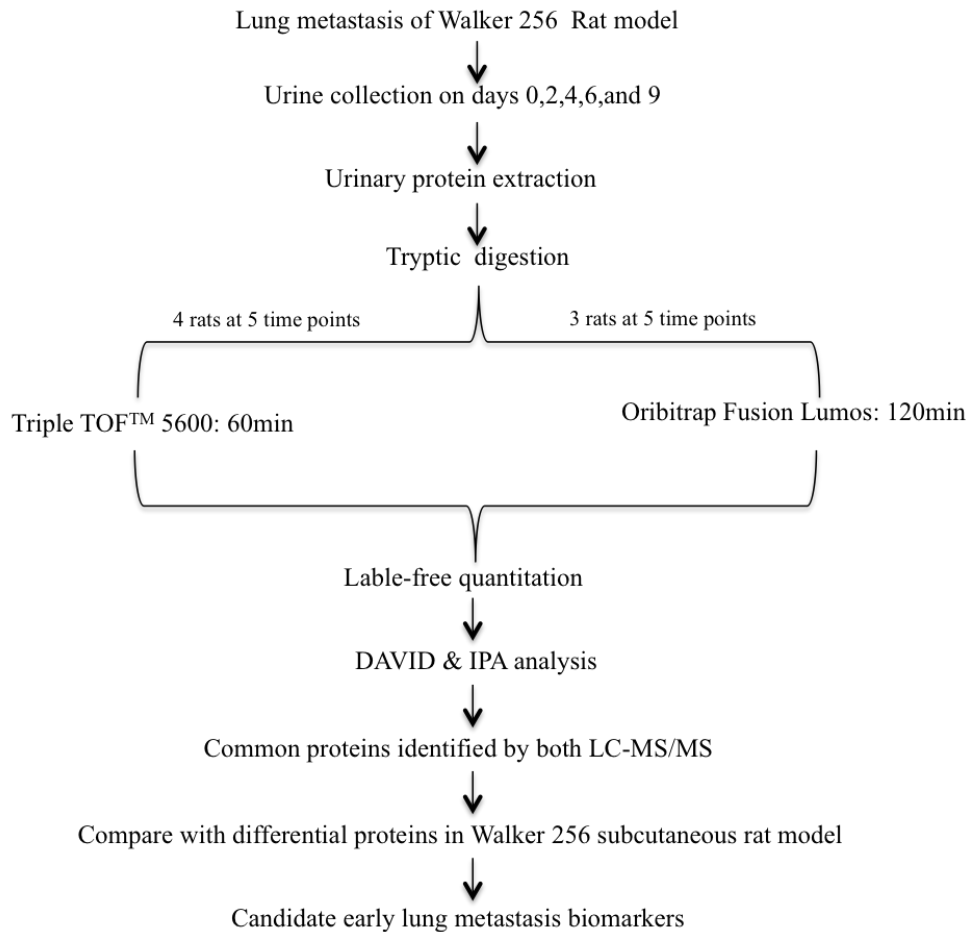 Lung metastasis of Walker 256 Rat model
Urine collection on days 0,2,4,6,and 9
Urinary protein extraction
Tryptic digestion
4 rats at 5 time points
3 rats at 5 time points
Triple TOF™ 5600: 60min
Oribitrap Fusion Lumos: 120min
Lable-free quantitation
DAVID & IPA analysis
Common proteins identified by both LC-MS/MS
Compare with differential proteins in Walker 256 subcutaneous rat model
Candidate early lung metastasis biomarkers